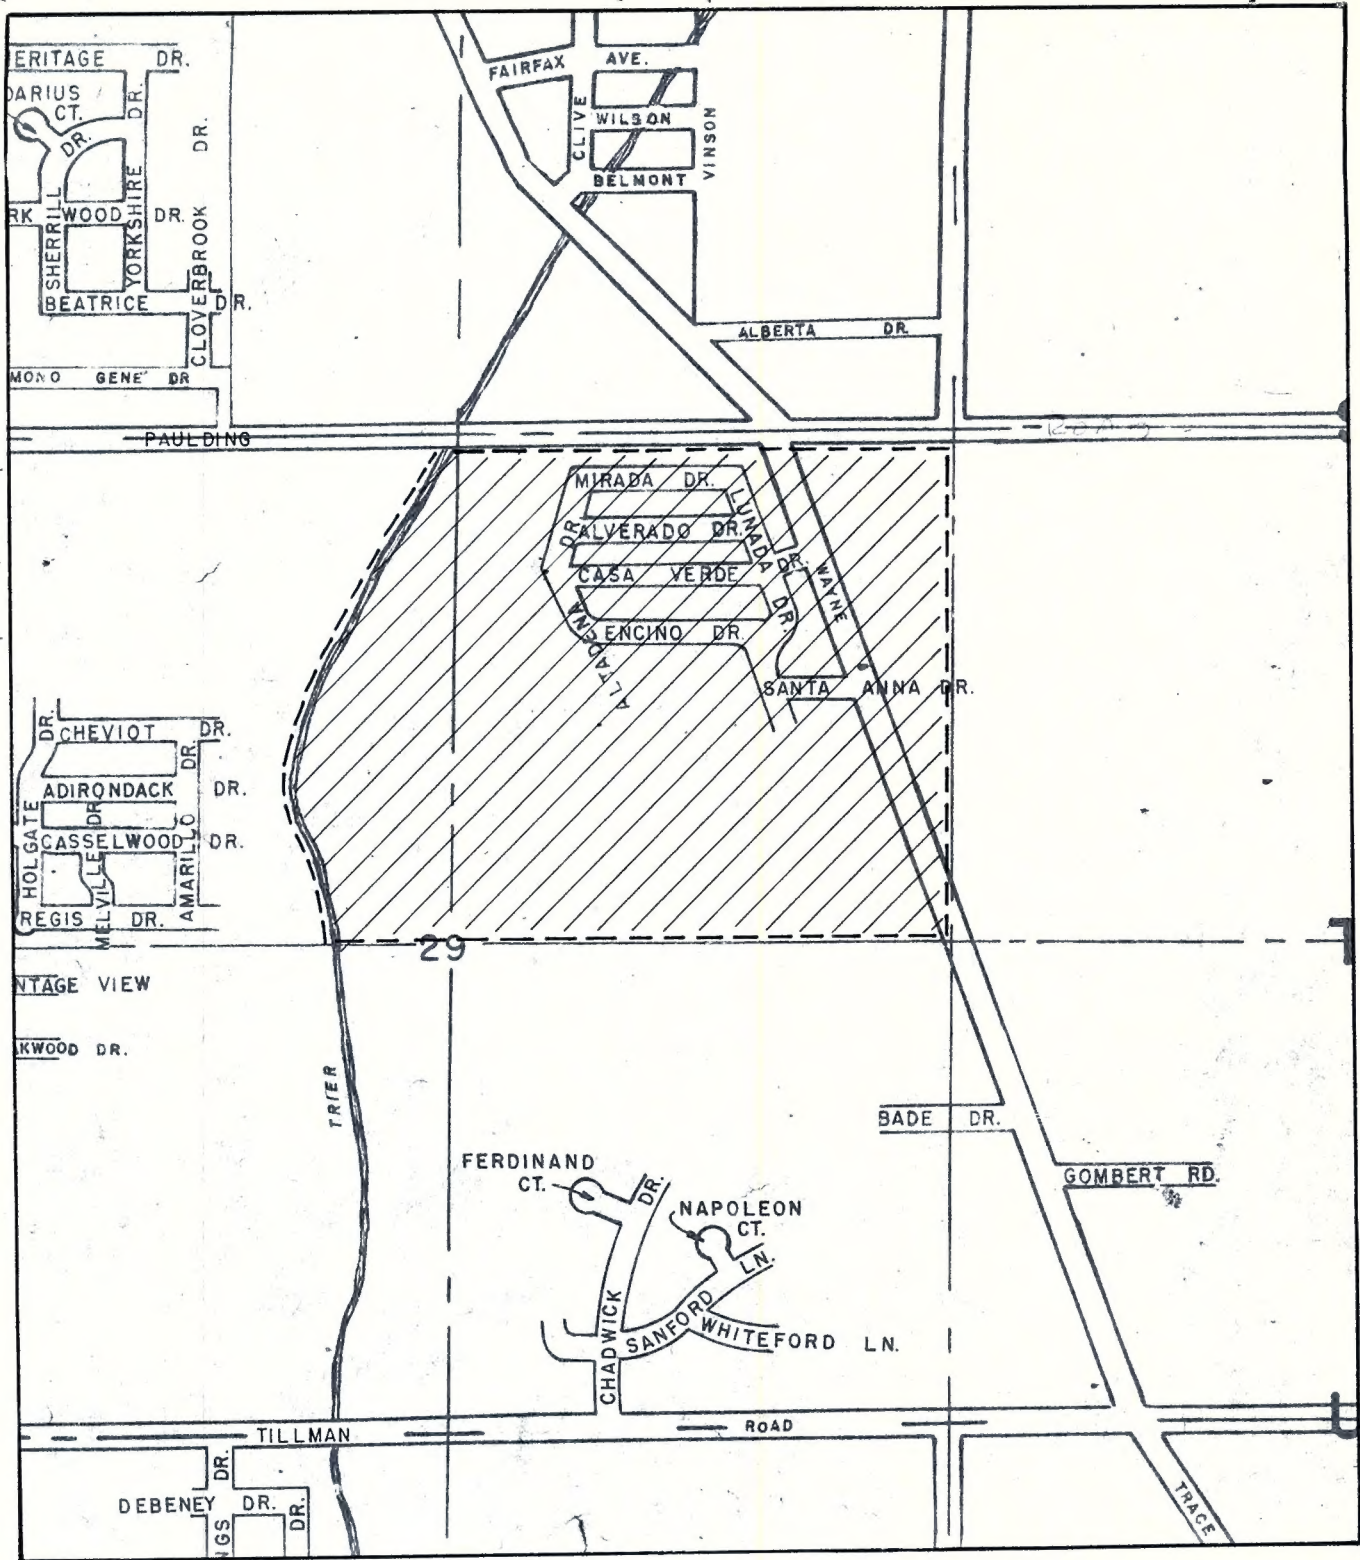 ERITAGE DR.
DARIUS
CT.
DR.
DR.
YORKSHIRE
SHERRILL
RK WOOD DR.
DR.
CLOVERBROOK
BEATRICE DR.
MONO GENE DR
FAIRFAX AVE.
CLIVE
WILSON
VINSON
BELMONT
ALBERTA DR.
PAULDING
ROAD
MIRADA DR.
LUNADA DR.
DR.
ALVERADO DR.
DR.
CASA VERDE
WAYNE
ALTADENA
ENCINO DR.
SANTA ANNA DR.
DR.
CHEVIOT DR.
DR.
ADIRONDACK DR.
DR.
HOLGATE
CASSELWOOD DR.
AMARILLO
MELVILLE
REGIS DR.
29
NTAGE VIEW
KWOOD DR.
TRIER
BADE DR.
GOMBERT RD.
FERDINAND
CT.
DR.
NAPOLEON
CT.
LN.
CHADWICK
SANFORD
WHITEFORD LN.
TILLMAN ROAD
DR.
DEBENEY DR.
DR.
NGS
TRACE